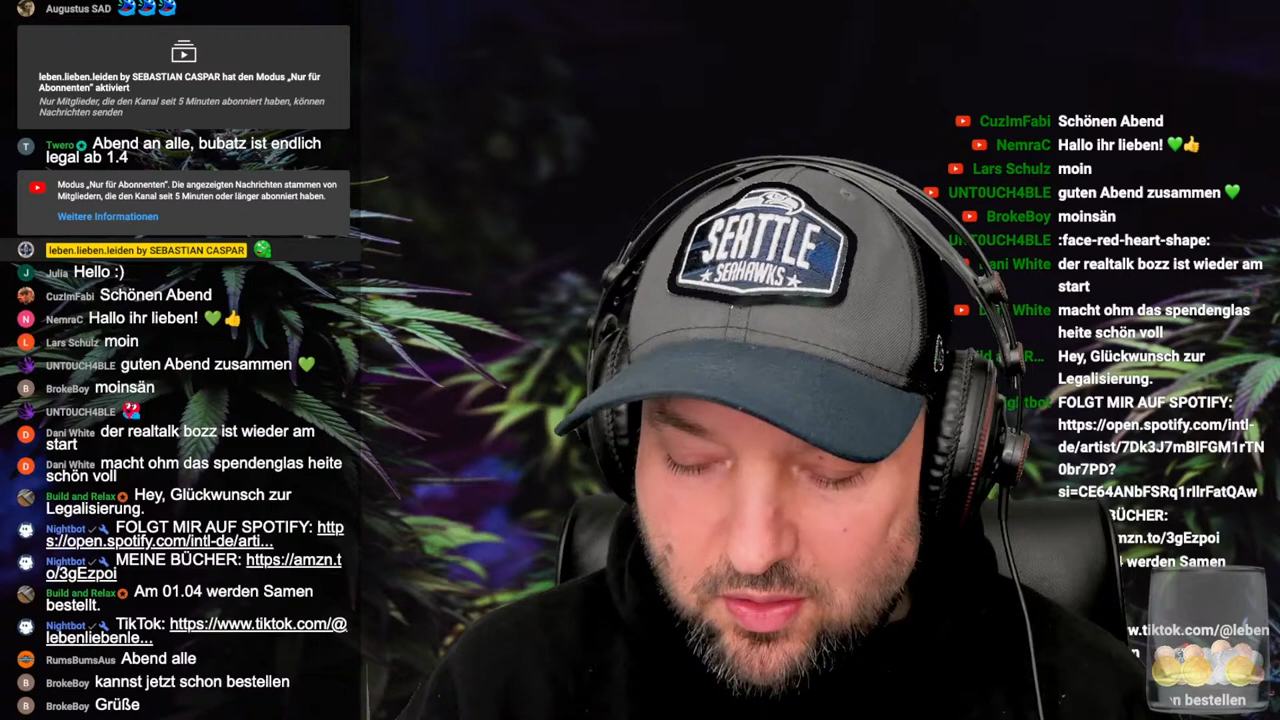 Augustus SAD
leben.lieben.leiden by SEBASTIAN CASPAR hat den Modus „Nur für
Abonnenten“ aktiviert
Nur Mitglieder, die den Kanal seit 5 Minuten abonniert haben, können
Nachrichten senden
T Twero Abend an alle, bubatz ist endlich
legal ab 1.4
Modus „Nur für Abonnenten“. Die angezeigten Nachrichten stammen von
Mitgliedern, die den Kanal seit 5 Minuten oder länger abonniert haben.
Weitere Informationen
leben.lieben.leiden by SEBASTIAN CASPAR
J Julia Hello :)
CuzImFabi Schönen Abend
N NemraC Hallo ihr lieben! 💚👍
L Lars Schulz moin
UNT0UCH4BLE guten Abend zusammen 💚
B BrokeBoy moinsän
UNT0UCH4BLE
D Dani White der realtalk bozz ist wieder am
start
D Dani White macht ohm das spendenglas heite
schön voll
Build and Relax Hey, Glückwunsch zur
Legalisierung.
Nightbot FOLGT MIR AUF SPOTIFY: http
s://open.spotify.com/intl-de/arti...
Nightbot MEINE BÜCHER: https://amzn.t
o/3gEzpoi
Build and Relax Am 01.04 werden Samen
bestellt.
Nightbot TikTok: https://www.tiktok.com/@
lebenliebenle...
RumsBumsAus Abend alle
B BrokeBoy kannst jetzt schon bestellen
B BrokeBoy Grüße
SEATTLE
SEAHAWKS
CuzImFabi Schönen Abend
NemraC Hallo ihr lieben! 💚👍
Lars Schulz moin
UNT0UCH4BLE guten Abend zusammen 💚
BrokeBoy moinsän
UNT0UCH4BLE :face-red-heart-shape:
Dani White der realtalk bozz ist wieder am
start
Dani White macht ohm das spendenglas
heite schön voll
Hey, Glückwunsch zur
Legalisierung.
FOLGT MIR AUF SPOTIFY:
https://open.spotify.com/intl-
de/artist/7Dk3J7mBIFGM1rTN
0br7PD?
si=CE64ANbFSRq1rIlrFatQAw
BÜCHER:
amzn.to/3gEzpoi
werden Samen
w.tiktok.com/@leben
n bestellen